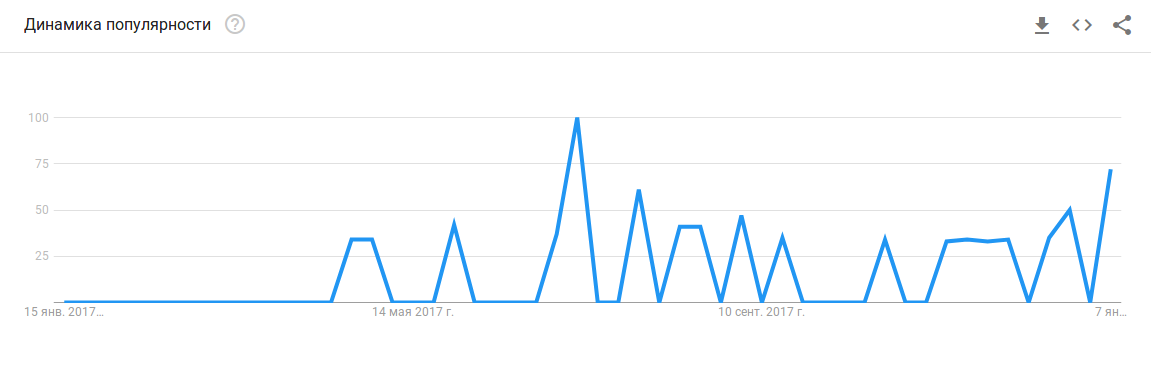 Динамика популярности ?
100
75
50
25
15 янв. 2017…
14 мая 2017 г.
10 сент. 2017 г.
7 ян…